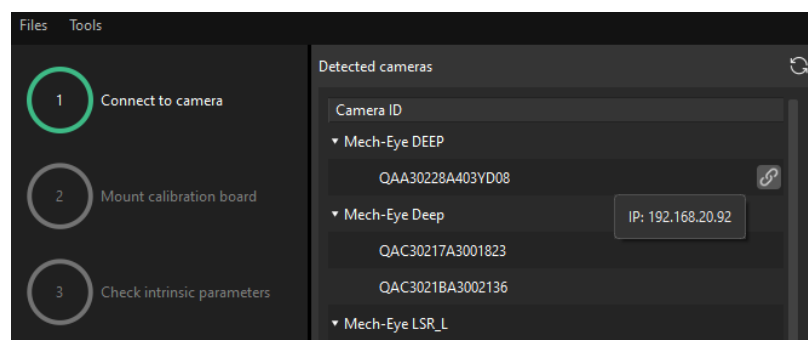 Files Tools
1 Connect to camera
2 Mount calibration board
3 Check intrinsic parameters
Detected cameras
Camera ID
Mech-Eye DEEP
QAA30228A403YD08
IP: 192.168.20.92
Mech-Eye Deep
QAC30217A3001823
QAC3021BA3002136
Mech-Eye LSR_L